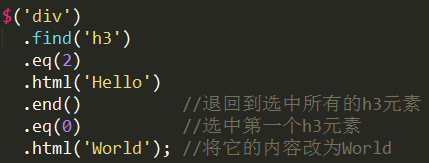 $('div')
.find('h3')
.eq(2)
.html('Hello')
.end() //退回到选中所有的h3元素
.eq(0) //选中第一个h3元素
.html('World'); //将它的内容改为World